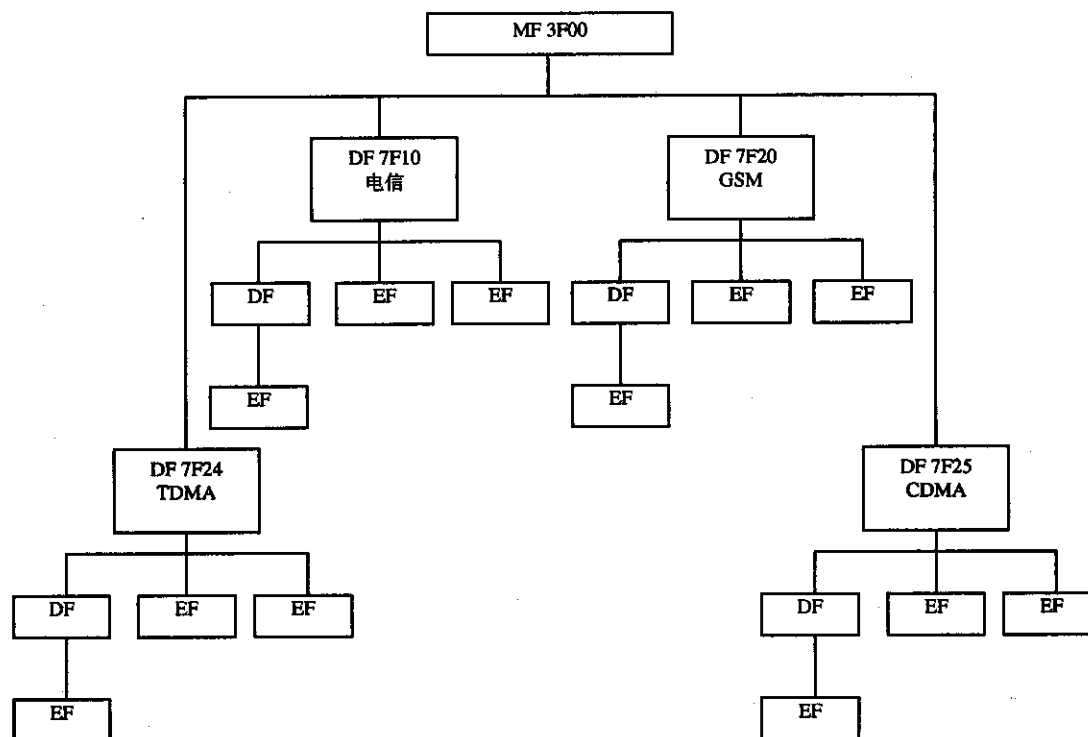 MF 3F00
DF 7F10
电信
DF 7F20
GSM
DF
EF
EF
DF
EF
EF
EF
EF
DF 7F24
TDMA
DF 7F25
CDMA
DF
EF
EF
DF
EF
EF
EF
EF